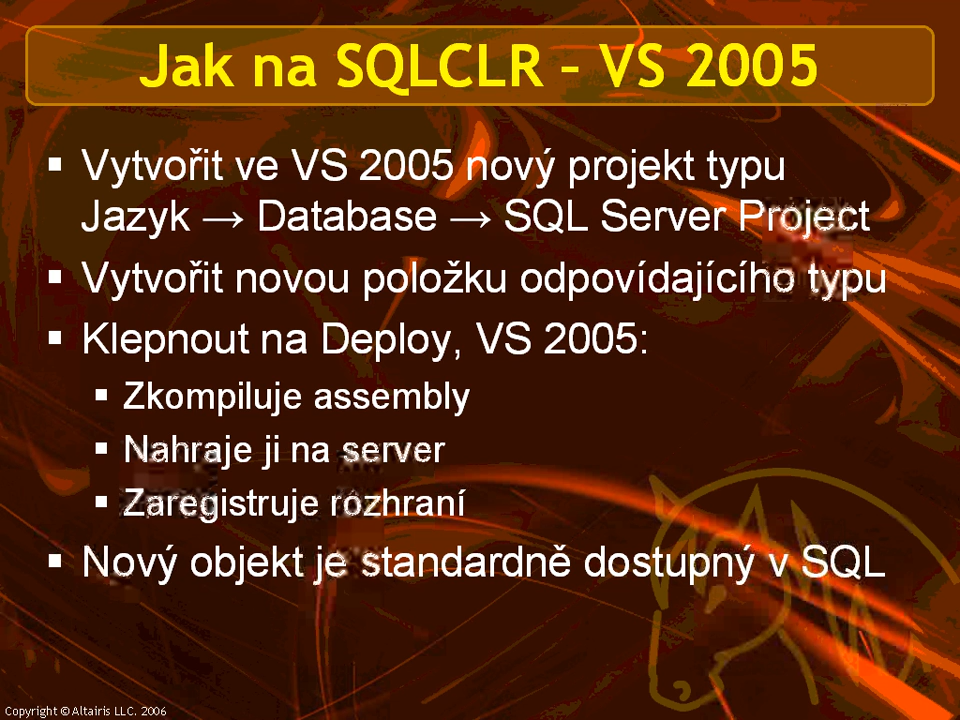 Jak na SQLCLR – VS 2005
▪ Vytvořit ve VS 2005 nový projekt typu
Jazyk → Database → SQL Server Project
▪ Vytvořit novou položku odpovídajícího typu
▪ Klepnout na Deploy, VS 2005:
▪ Zkompiluje assembly
▪ Nahraje ji na server
▪ Zaregistruje rozhraní
▪ Nový objekt je standardně dostupný v SQL
Copyright © Altairis LLC. 2006